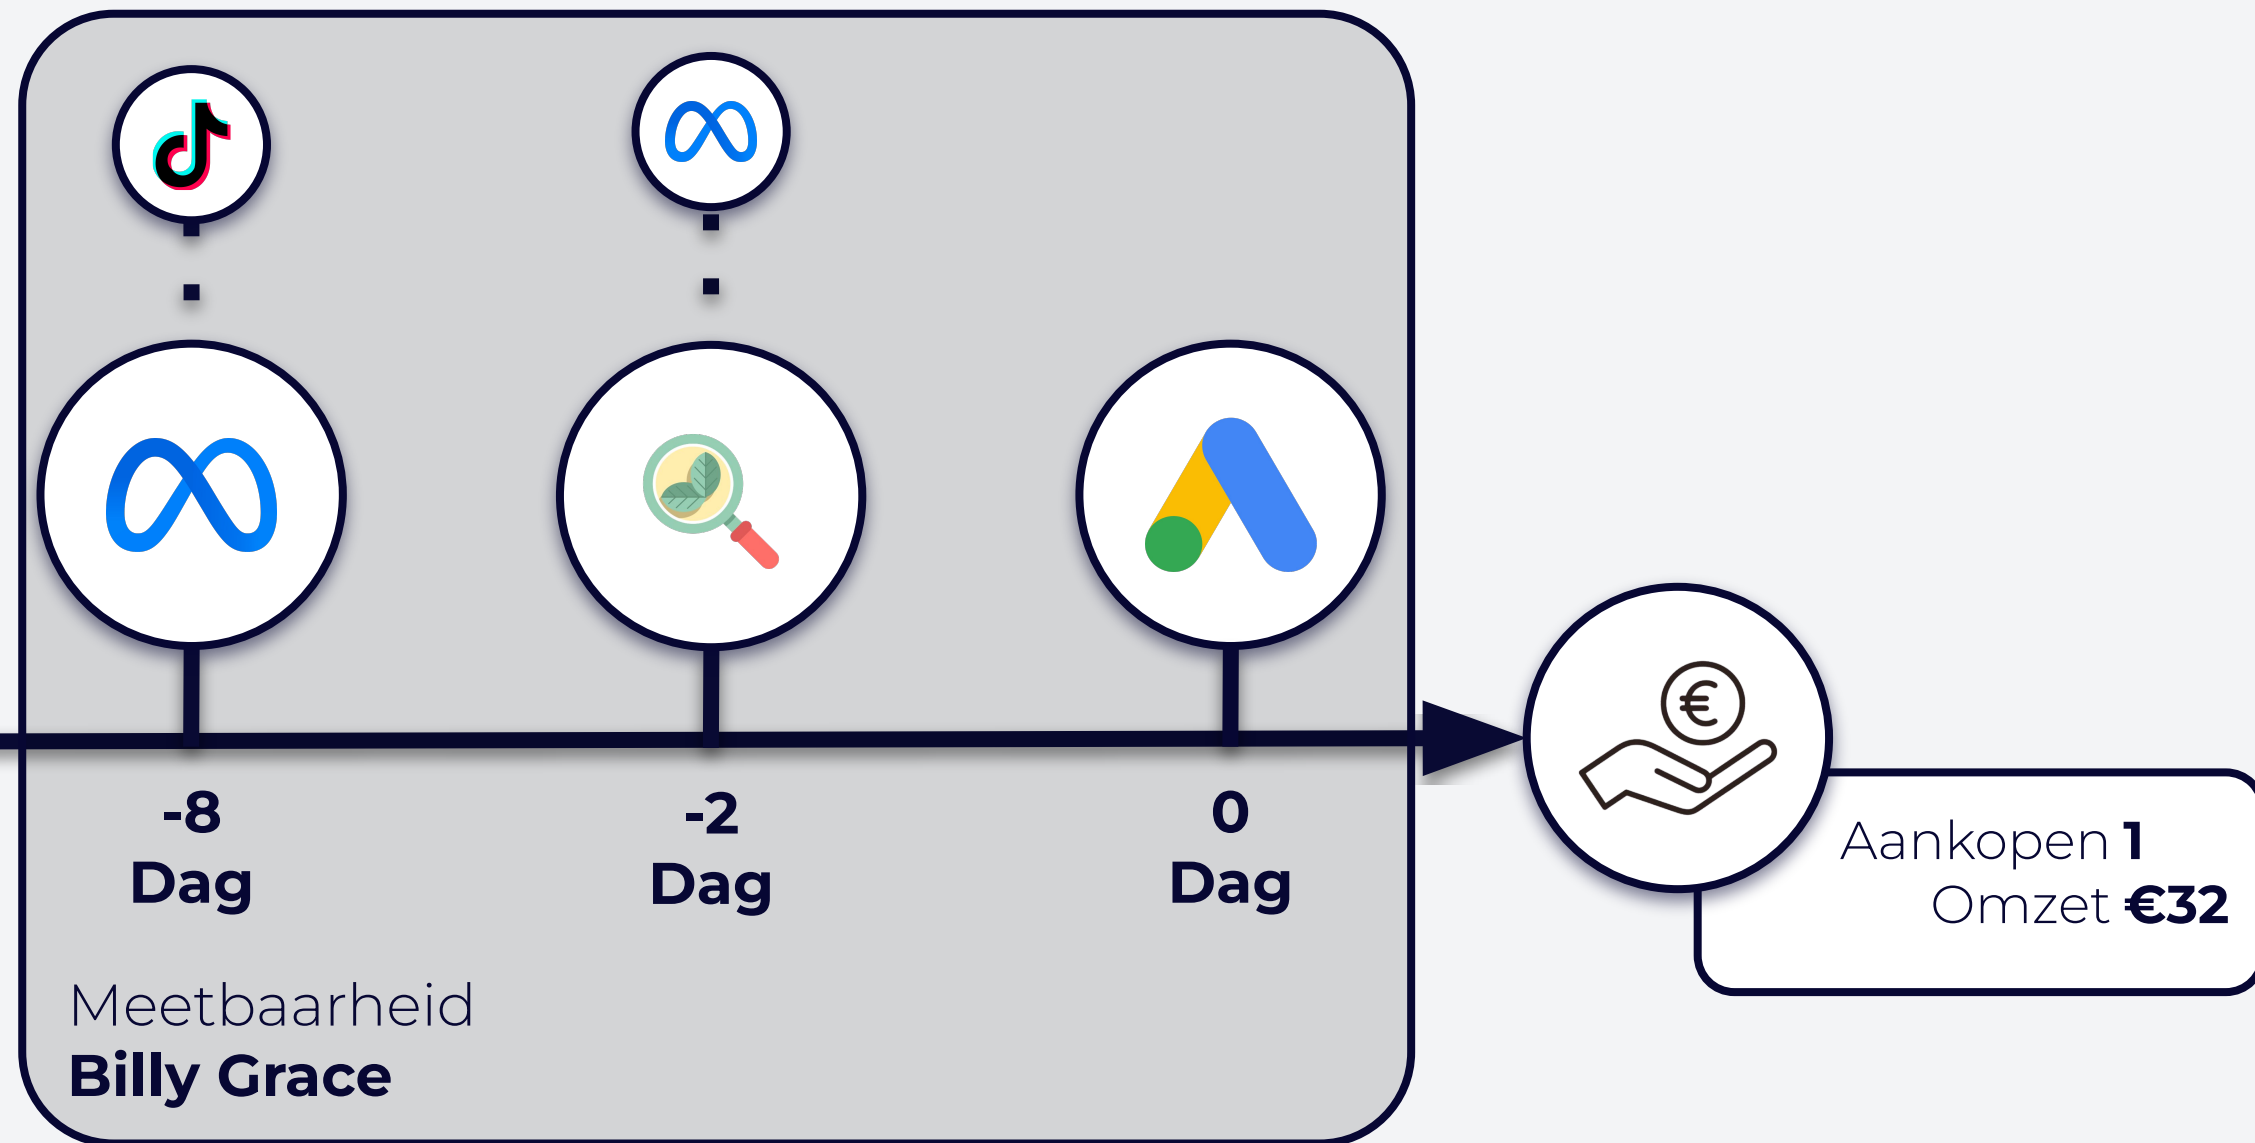 -8
Dag
-2
Dag
0
Dag
Meetbaarheid
Billy Grace
€
Aankopen 1
Omzet €32